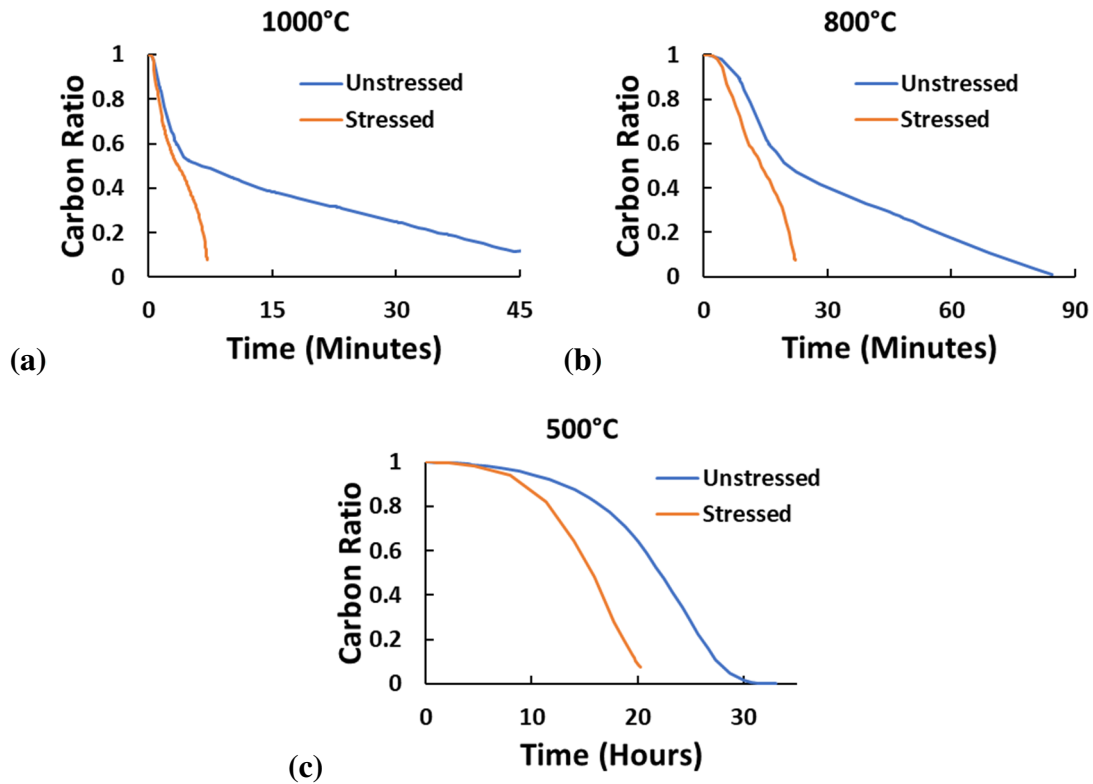 1000°C
Carbon Ratio
1
0.8
0.6
0.4
0.2
0
Unstressed
Stressed
0 15 30 45
Time (Minutes)
(a)
800°C
Carbon Ratio
1
0.8
0.6
0.4
0.2
0
Unstressed
Stressed
0 30 60 90
Time (Minutes)
(b)
500°C
Carbon Ratio
1
0.8
0.6
0.4
0.2
0
Unstressed
Stressed
0 10 20 30
Time (Hours)
(c)